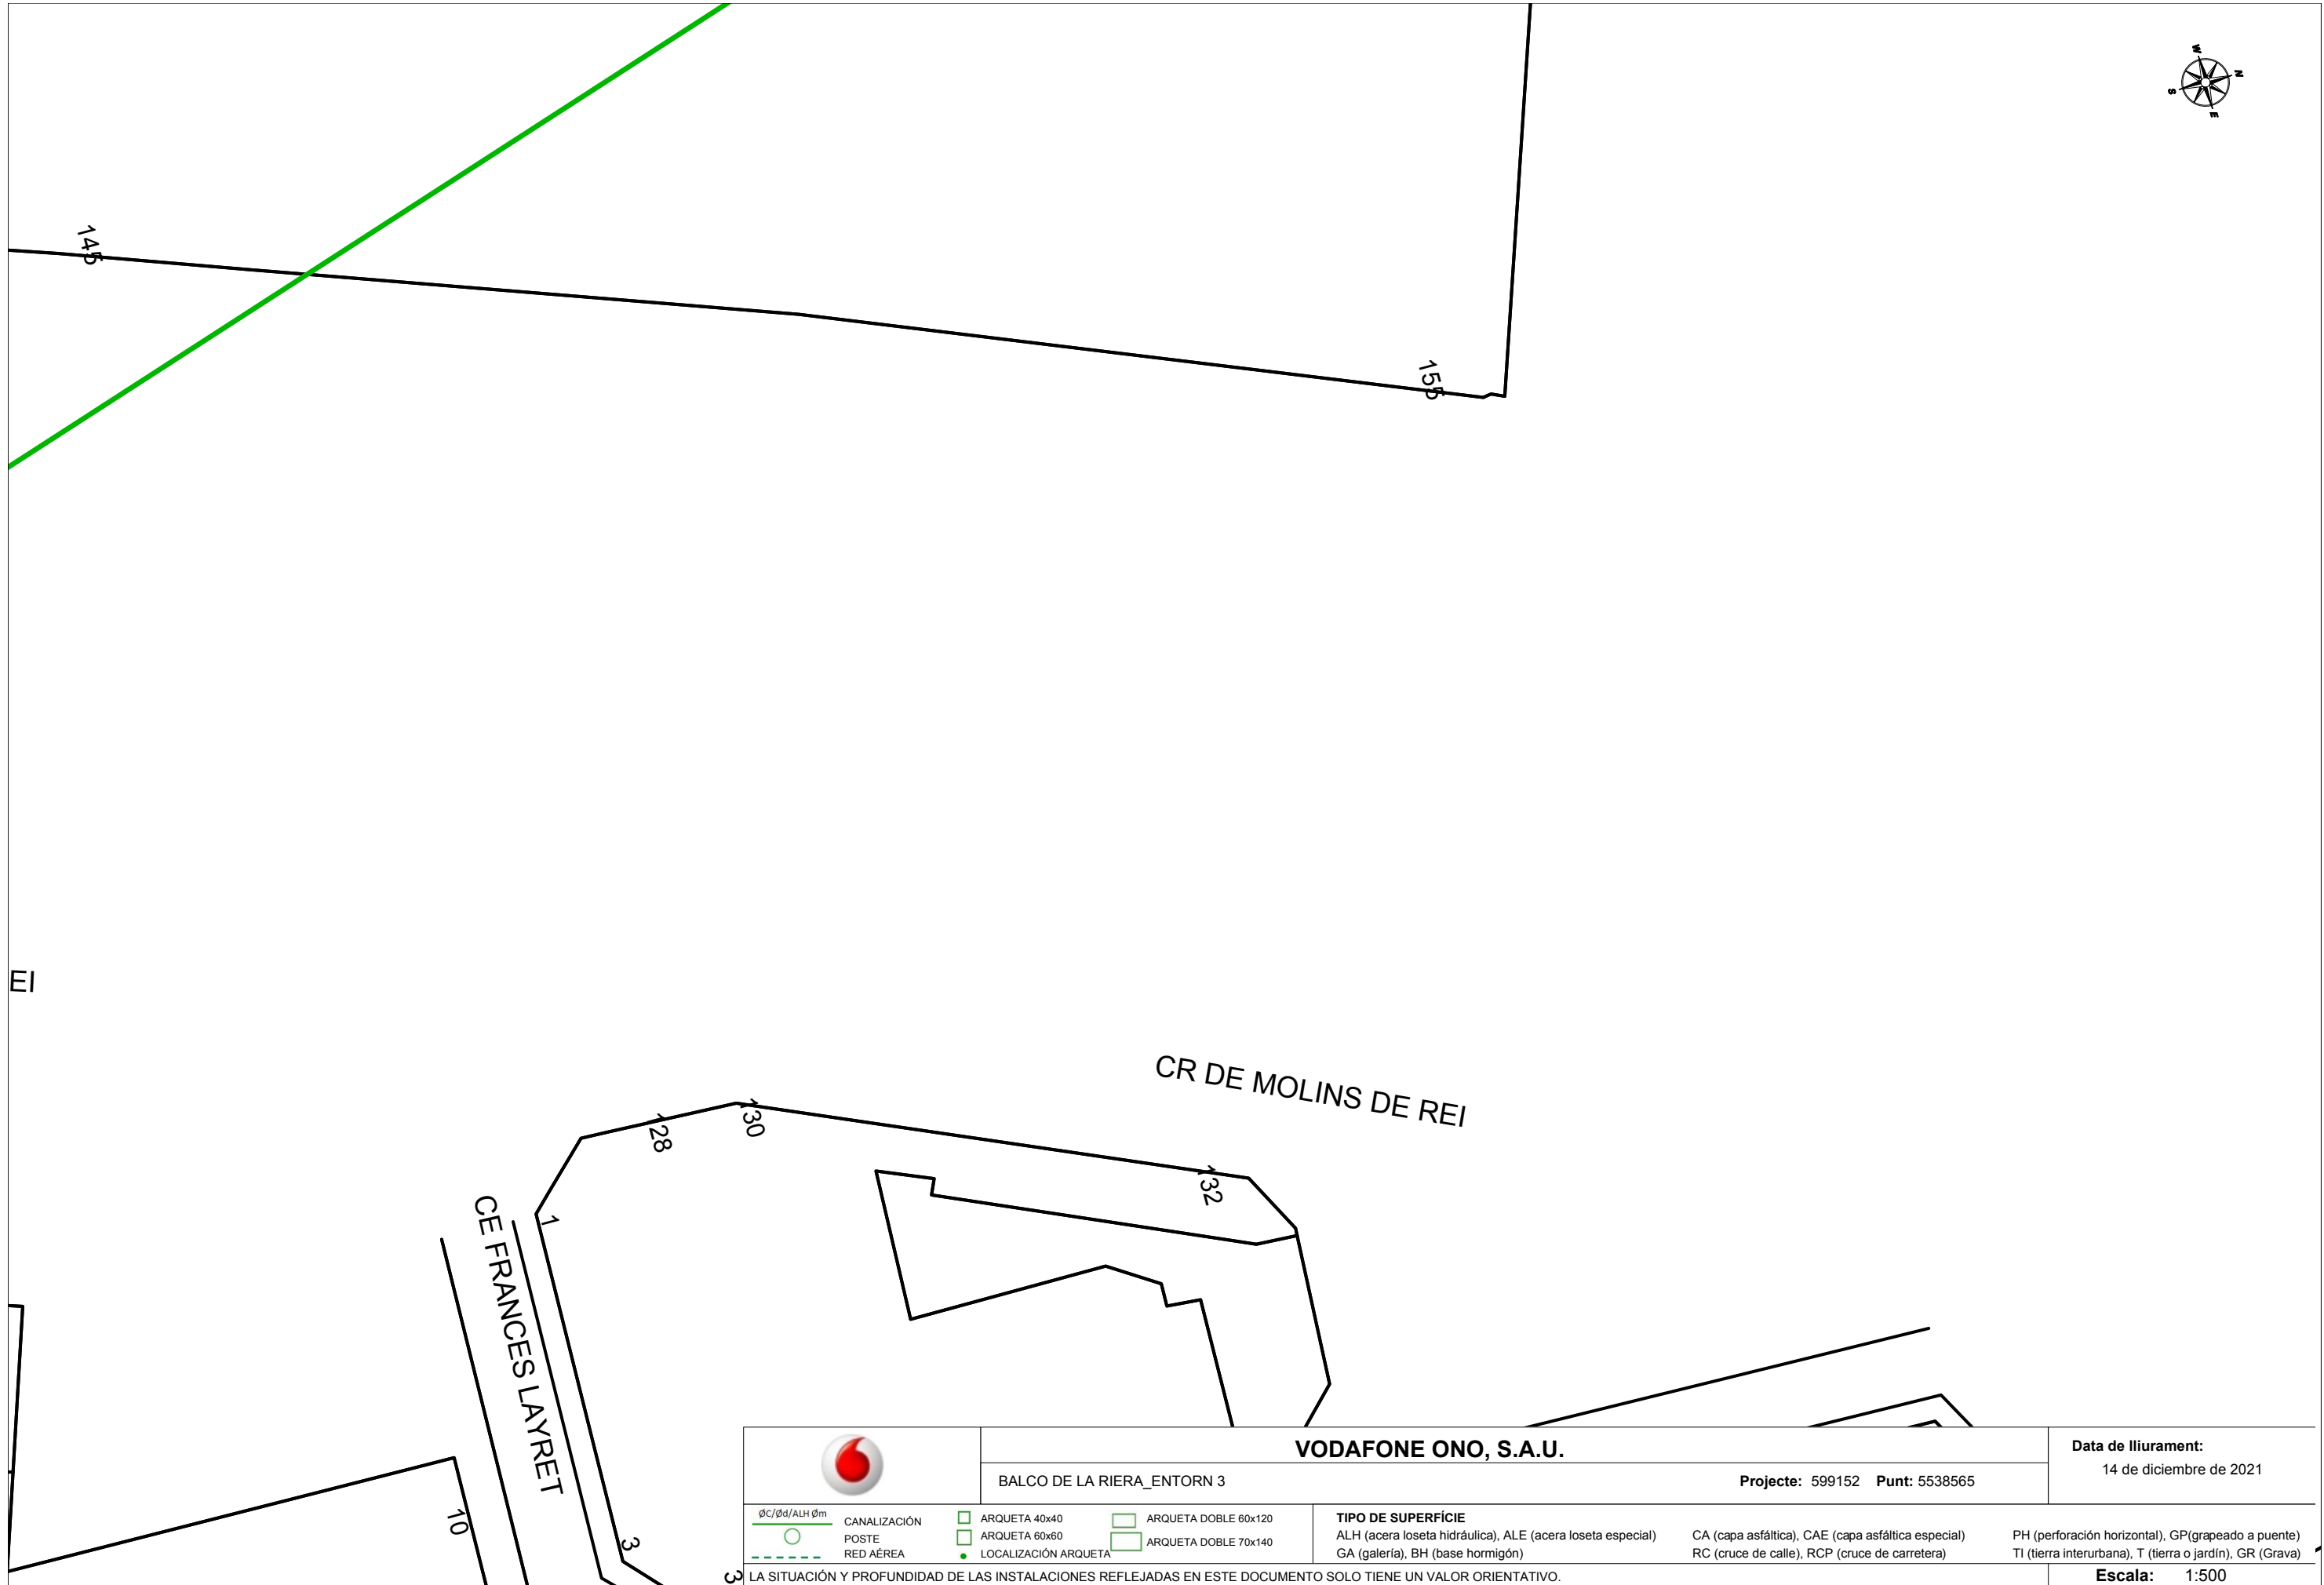 W
N
S
E
145
155
EI
CR DE MOLINS DE REI
128
130
132
1
CE FRANCES LAYRET
10
3
3
VODAFONE ONO, S.A.U.
BALCO DE LA RIERA_ENTORN 3
Projecte: 599152 Punt: 5538565
Data de lliurament:
14 de diciembre de 2021
ØC/Ød/ALH Øm
CANALIZACIÓN
POSTE
RED AÉREA
ARQUETA 40x40
ARQUETA 60x60
LOCALIZACIÓN ARQUETA
ARQUETA DOBLE 60x120
ARQUETA DOBLE 70x140
TIPO DE SUPERFÍCIE
ALH (acera loseta hidráulica), ALE (acera loseta especial)
GA (galería), BH (base hormigón)
CA (capa asfáltica), CAE (capa asfáltica especial)
RC (cruce de calle), RCP (cruce de carretera)
PH (perforación horizontal), GP(grapeado a puente)
TI (tierra interurbana), T (tierra o jardín), GR (Grava)
LA SITUACIÓN Y PROFUNDIDAD DE LAS INSTALACIONES REFLEJADAS EN ESTE DOCUMENTO SOLO TIENE UN VALOR ORIENTATIVO.
Escala: 1:500